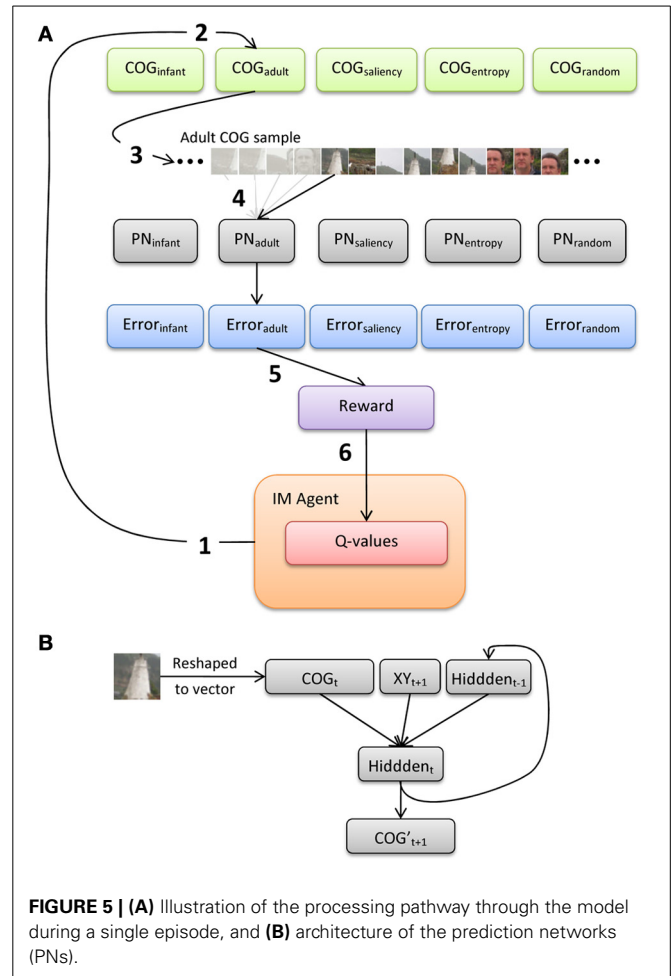 A
2
COGinfant COGadult COGsaliency COGentropy COGrandom
Adult COG sample
3 ••• •••
4
PNinfant PNadult PNsaliency PNentropy PNrandom
Errorinfant Erroradult Errorsaliency Errorentropy Errorrandom
5
Reward
6
IM Agent
1
Q-values
B
Reshaped
to vector
COGt XYt+1 Hidddent-1
Hidddent
COG't+1
FIGURE 5 | (A) Illustration of the processing pathway through the model
during a single episode, and (B) architecture of the prediction networks
(PNs).